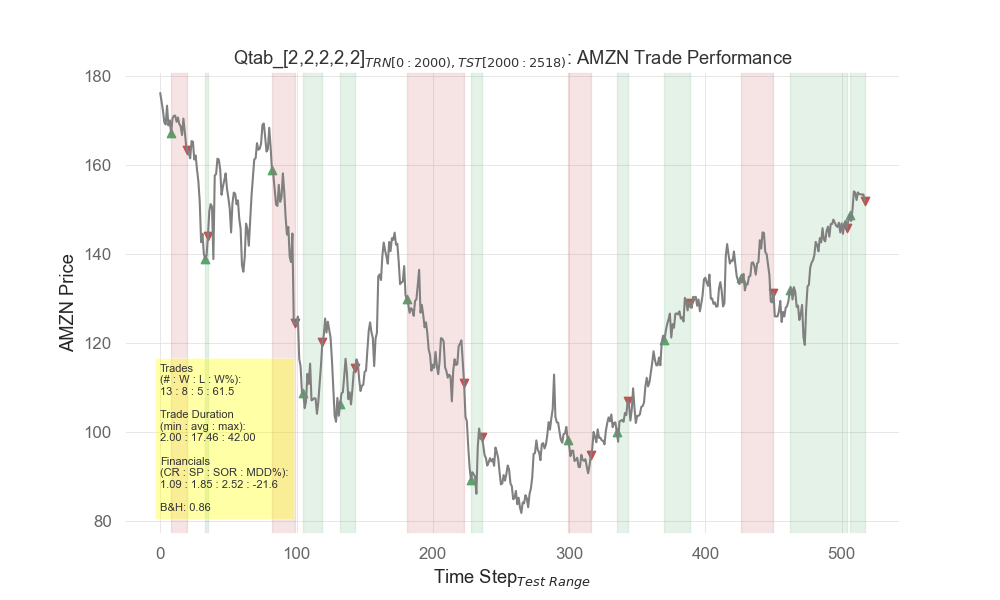 Qtab_[2,2,2,2,2]TRN[0 : 2000), TST[2000 : 2518): AMZN Trade Performance
180
160
140
120
100
80
AMZN Price
Trades
(# : W : L : W%):
13 : 8 : 5 : 61.5
Trade Duration
(min : avg : max):
2.00 : 17.46 : 42.00
Financials
(CR : SP : SOR : MDD%):
1.09 : 1.85 : 2.52 : -21.6
B&H: 0.86
0 100 200 300 400 500
Time StepTest Range